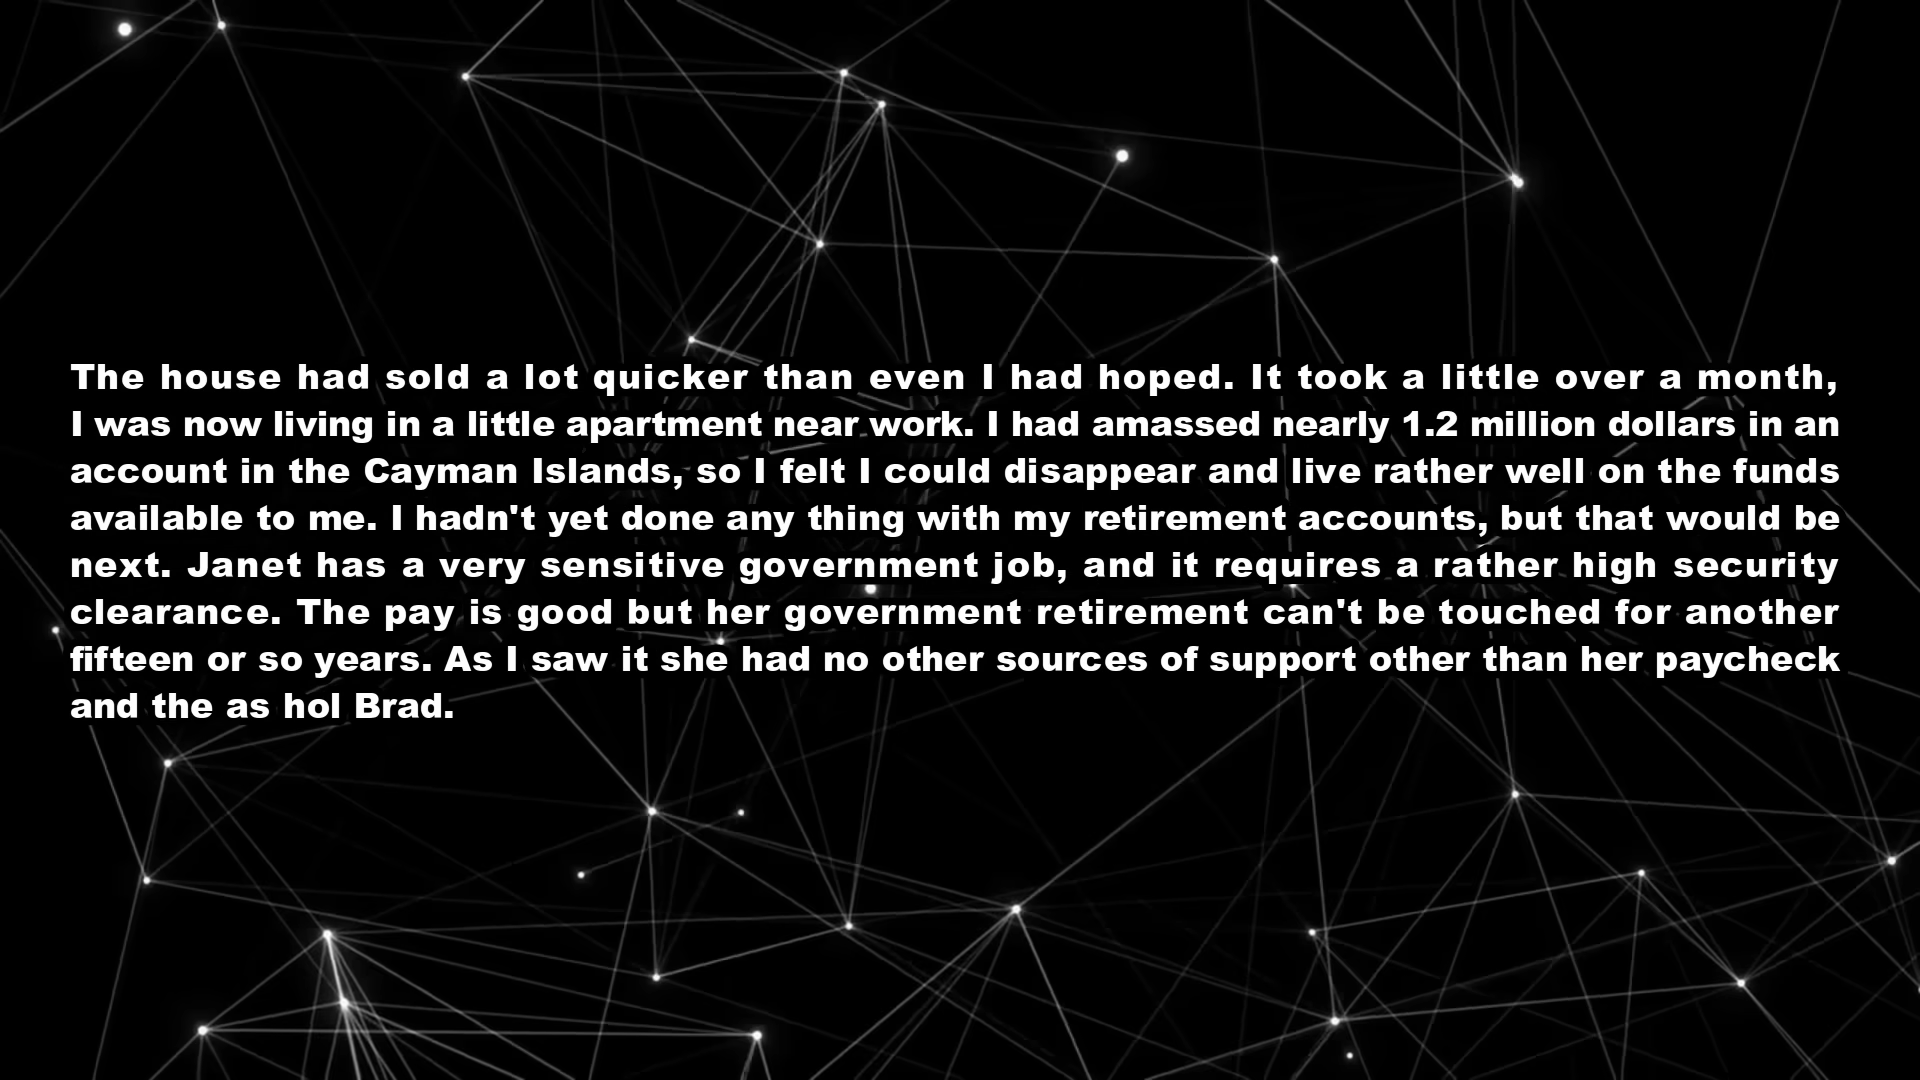 The house had sold a lot quicker than even I had hoped. It took a little over a month,
I was now living in a little apartment near work. I had amassed nearly 1.2 million dollars in an
account in the Cayman Islands, so I felt I could disappear and live rather well on the funds
available to me. I hadn't yet done any thing with my retirement accounts, but that would be
next. Janet has a very sensitive government job, and it requires a rather high security
clearance. The pay is good but her government retirement can't be touched for another
fifteen or so years. As I saw it she had no other sources of support other than her paycheck
and the as hol Brad.